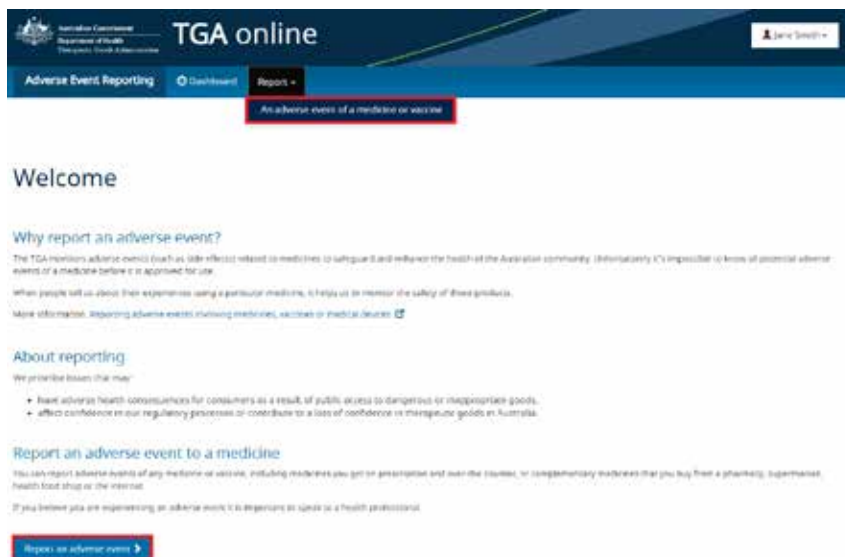 Australian Government
Department of Health
Therapeutic Goods Administration
TGA online
Jane Smith
Adverse Event Reporting
Dashboard
Report
An adverse event of a medicine or vaccine
Welcome
Why report an adverse event?
The TGA monitors adverse events (such as side effects) related to medicines to safeguard and enhance the health of the Australian community. Unfortunately it's impossible to know all potential adverse
events of a medicine before it is approved for use.
When people tell us about their experiences using a particular medicine, it helps us to monitor the safety of these products.
More information: Reporting adverse events involving medicines, vaccines or medical devices
About reporting
We prioritise issues that may:
• have adverse health consequences for consumers as a result of public access to dangerous or inappropriate goods.
• affect confidence in our regulatory processes or contribute to a loss of confidence in therapeutic goods in Australia.
Report an adverse event to a medicine
You can report adverse events of any medicine or vaccine, including medicines you get on prescription and over the counter, or complementary medicines that you buy from a pharmacy, supermarket,
health food shop or the internet.
If you believe you are experiencing an adverse event it is important to speak to a health professional.
Report an adverse event